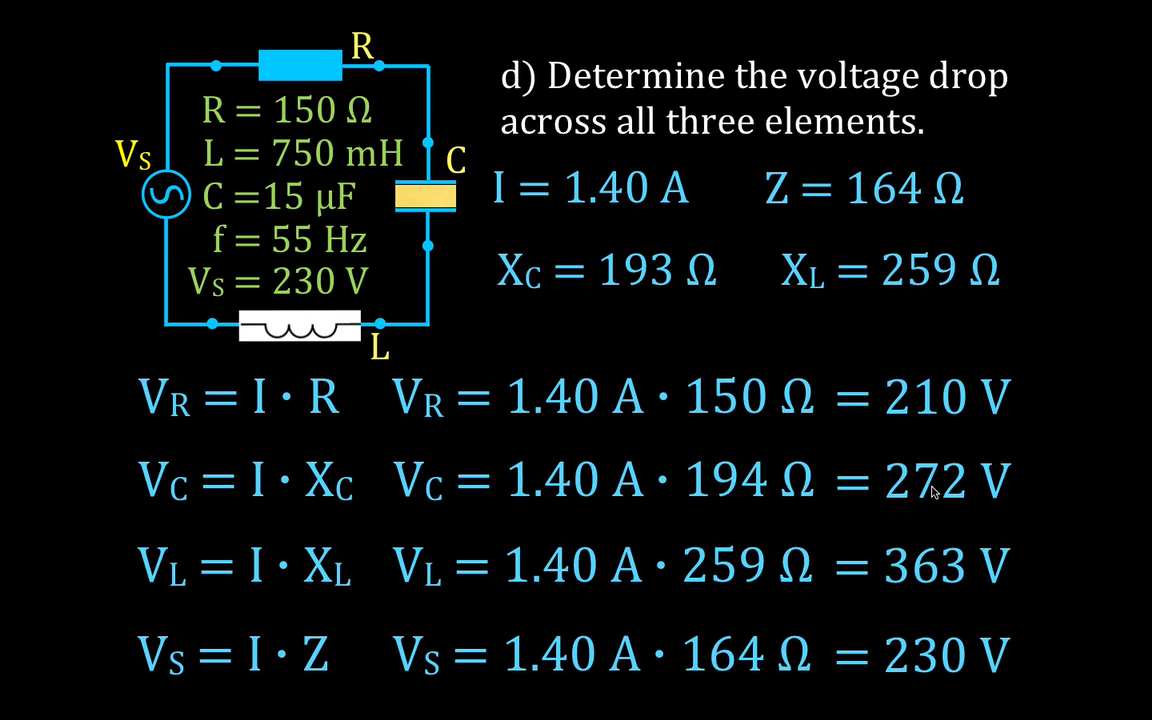 R
R = 150 Ω
L = 750 mH
C =15 μF
f = 55 Hz
Vs = 230 V
Vs
C
L
d) Determine the voltage drop
across all three elements.
I = 1.40 A Z = 164 Ω
Xc = 193 Ω XL = 259 Ω
VR = I · R VR = 1.40 A · 150 Ω = 210 V
Vc = I · Xc Vc = 1.40 A · 194 Ω = 272 V
VL = I · XL VL = 1.40 A · 259 Ω = 363 V
Vs = I · Z Vs = 1.40 A · 164 Ω = 230 V